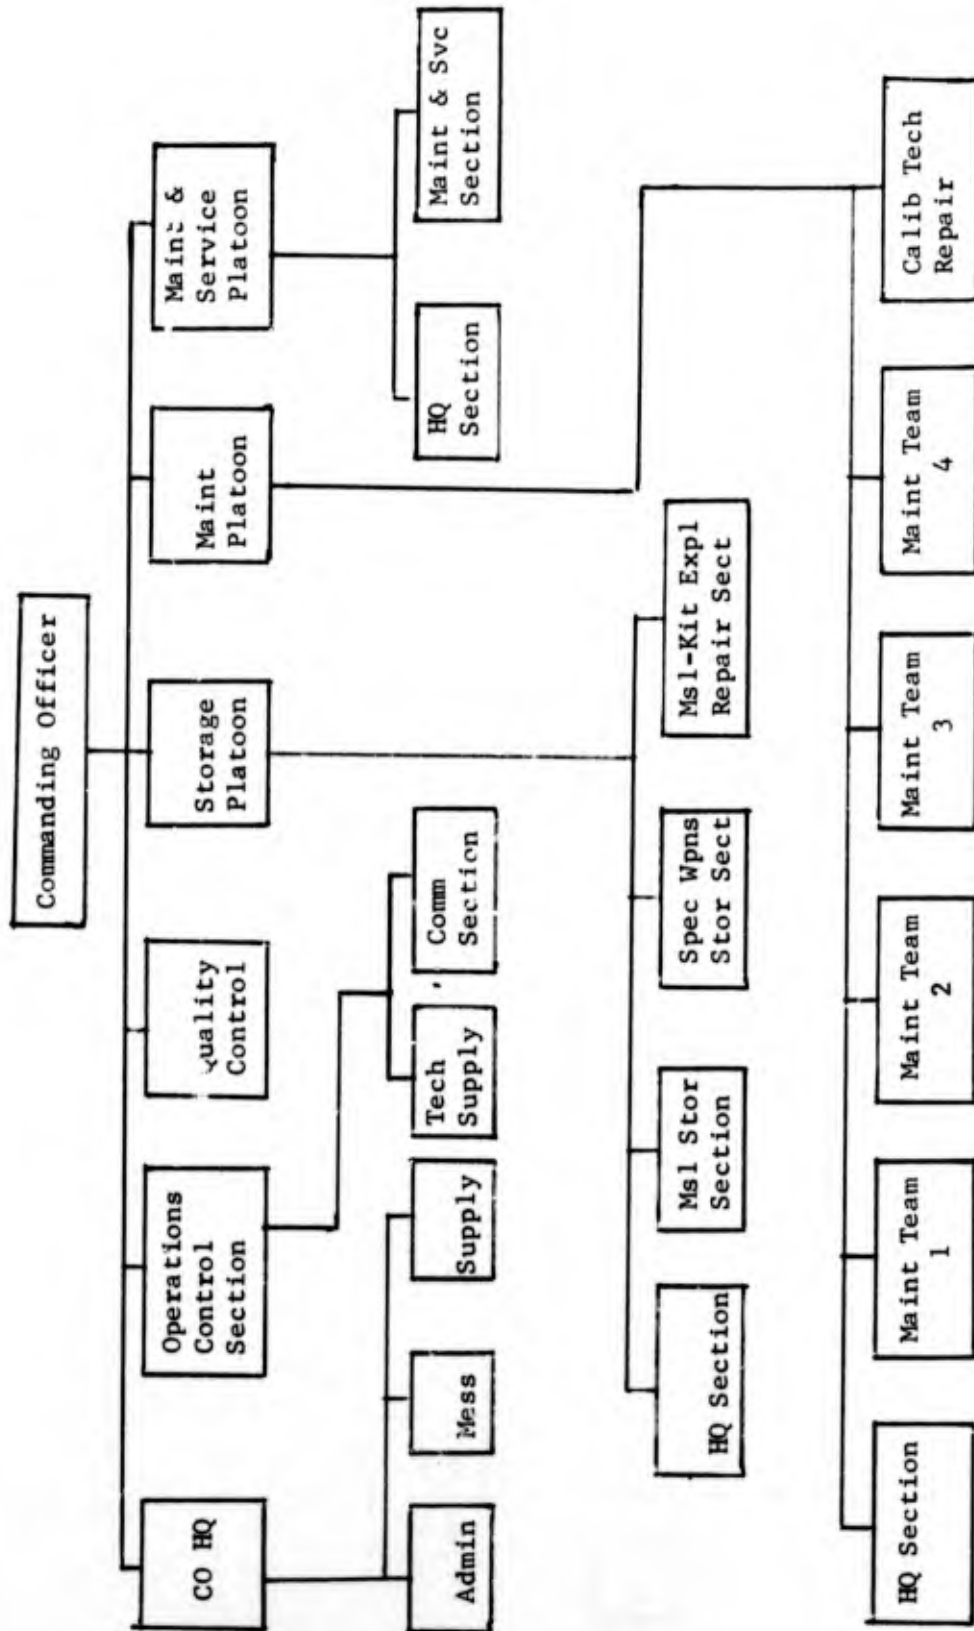 Commanding Officer
CO HQ
Operations
Control
Section
Quality
Control
Storage
Platoon
Maint
Platoon
Maint &
Service
Platoon
Admin
Mess
Supply
Tech
Supply
Comm
Section
HQ
Section
Maint & Svc
Section
HQ Section
Msl Stor
Section
Spec Wpns
Stor Sect
Msl-Kit Expl
Repair Sect
HQ Section
Maint Team
1
Maint Team
2
Maint Team
3
Maint Team
4
Calib Tech
Repair